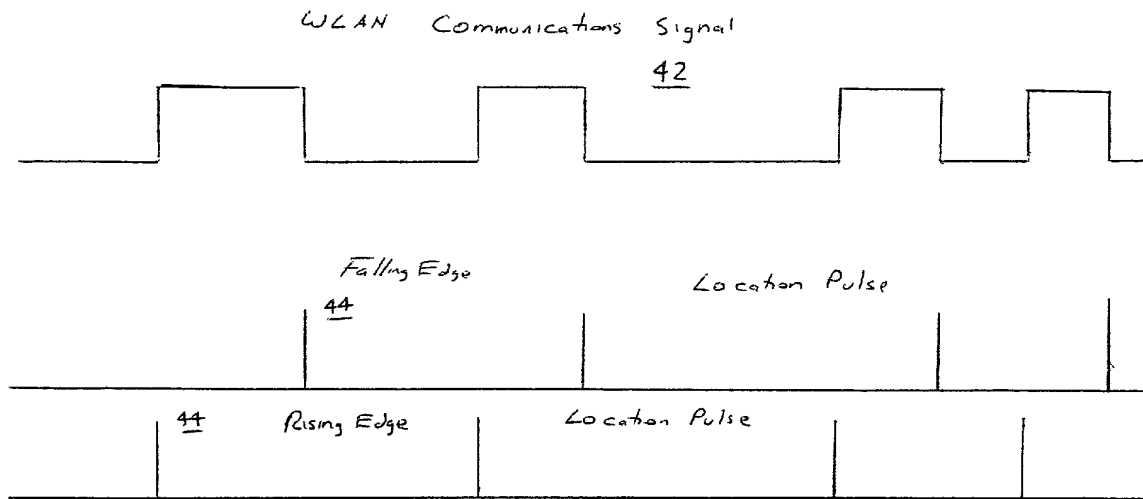 WLAN Communications Signal
42
Falling Edge
Location Pulse
44
44 Rising Edge Location Pulse